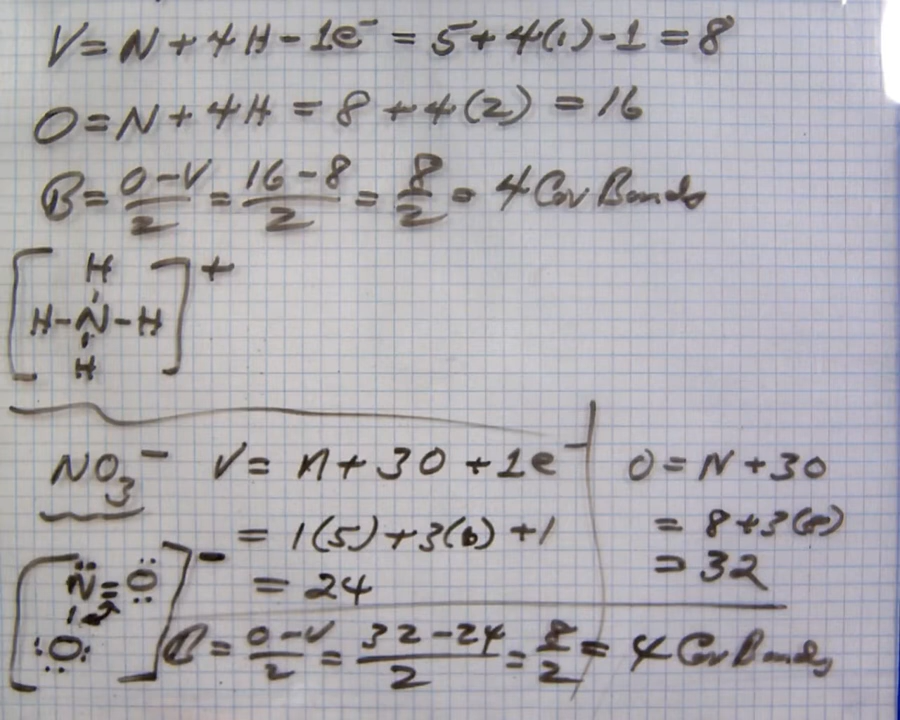 V = N + 4H - 1e⁻ = 5 + 4(1) - 1 = 8
O = N + 4H = 8 + 4(2) = 16
B = (O-V)/2 = (16-8)/2 = 8/2 = 4 Cov Bonds
[H
H-N-H
H]⁺
NO₃⁻ V = N + 3O + 1e⁻
= 1(5) + 3(6) + 1
= 24
O = N + 3O
= 8 + 3(8)
= 32
[N=O
:O:]⁻
B = (O-V)/2 = (32-24)/2 = 8/2 = 4 Cov Bonds